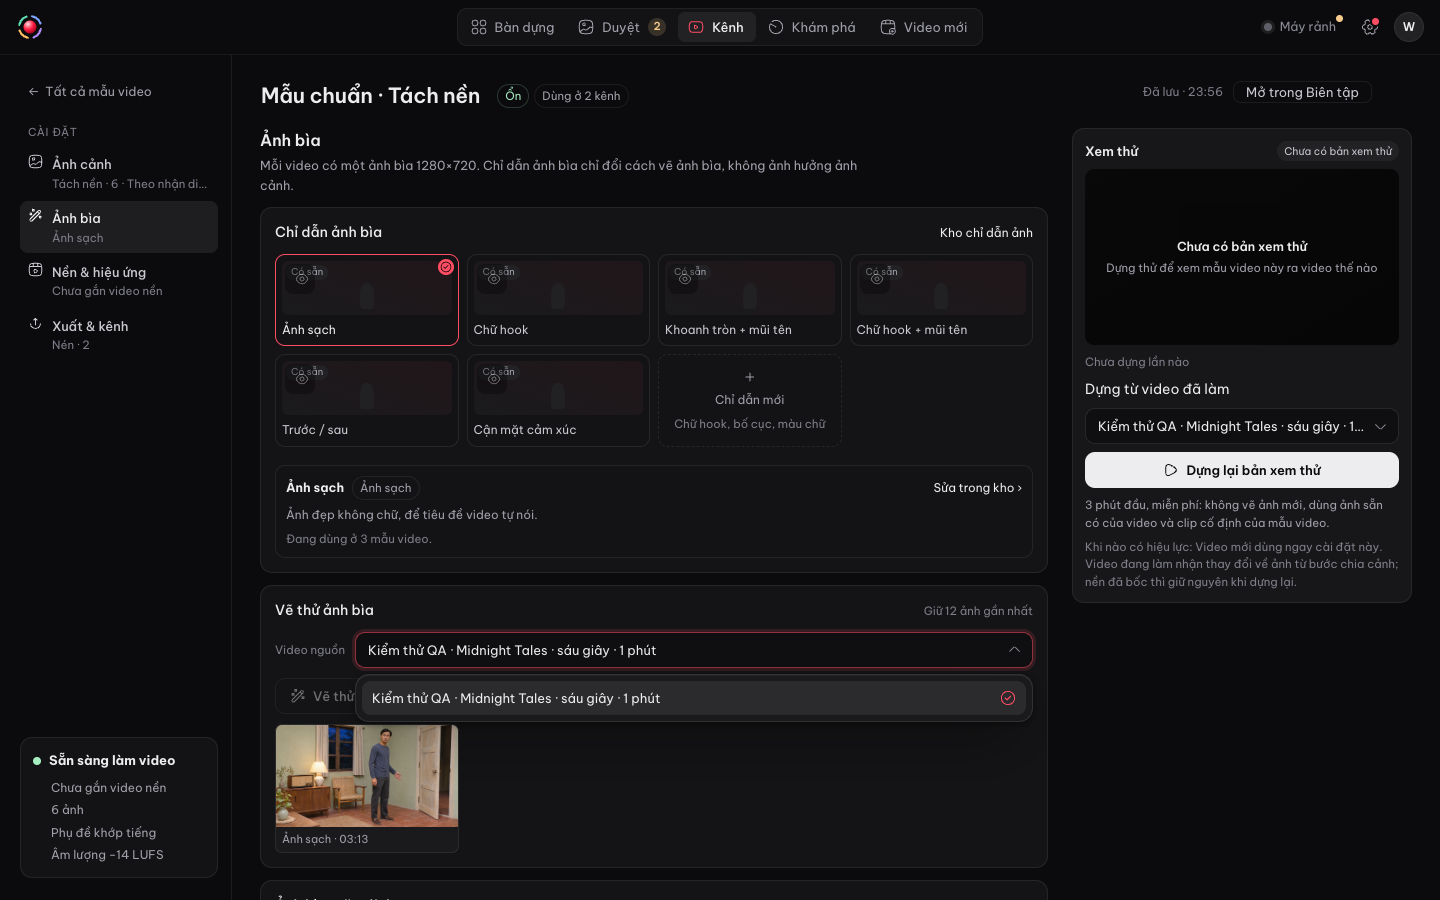 Bàn dựng
Duyệt 2
Kênh
Khám phá
Video mới
Máy rảnh
W
← Tất cả mẫu video
CÀI ĐẶT
Ảnh cảnh
Tách nền · 6 · Theo nhận di...
Ảnh bìa
Ảnh sạch
Nền & hiệu ứng
Chưa gắn video nền
Xuất & kênh
Nén · 2
Sẵn sàng làm video
Chưa gắn video nền
6 ảnh
Phụ đề khớp tiếng
Âm lượng -14 LUFS
Mẫu chuẩn · Tách nền
Ổn
Dùng ở 2 kênh
Đã lưu · 23:56
Mở trong Biên tập
Ảnh bìa
Mỗi video có một ảnh bìa 1280×720. Chỉ dẫn ảnh bìa chỉ đổi cách vẽ ảnh bìa, không ảnh hưởng ảnh
cảnh.
Chỉ dẫn ảnh bìa
Kho chỉ dẫn ảnh
Có sẵn
Có sẵn
Có sẵn
Có sẵn
Ảnh sạch
Chữ hook
Khoanh tròn + mũi tên
Chữ hook + mũi tên
Có sẵn
Có sẵn
+
Chỉ dẫn mới
Chữ hook, bố cục, màu chữ
Trước / sau
Cận mặt cảm xúc
Ảnh sạch
Ảnh sạch
Sửa trong kho ›
Ảnh đẹp không chữ, để tiêu đề video tự nói.
Đang dùng ở 3 mẫu video.
Vẽ thử ảnh bìa
Giữ 12 ảnh gần nhất
Video nguồn
Kiểm thử QA · Midnight Tales · sáu giây · 1 phút
Vẽ thử
Kiểm thử QA · Midnight Tales · sáu giây · 1 phút
Ảnh sạch · 03:13
Xem thử
Chưa có bản xem thử
Chưa có bản xem thử
Dựng thử để xem mẫu video này ra video thế nào
Chưa dựng lần nào
Dựng từ video đã làm
Kiểm thử QA · Midnight Tales · sáu giây · 1...
Dựng lại bản xem thử
3 phút đầu, miễn phí: không vẽ ảnh mới, dùng ảnh sẵn
có của video và clip cố định của mẫu video.
Khi nào có hiệu lực: Video mới dùng ngay cài đặt này.
Video đang làm nhận thay đổi về ảnh từ bước chia cảnh;
nền đã bốc thì giữ nguyên khi dựng lại.